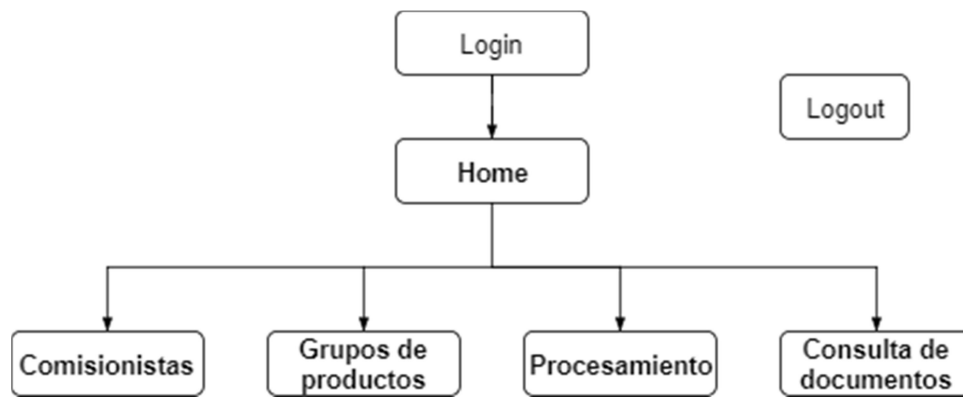 Login
Logout
Home
Comisionistas
Grupos de
productos
Procesamiento
Consulta de
documentos